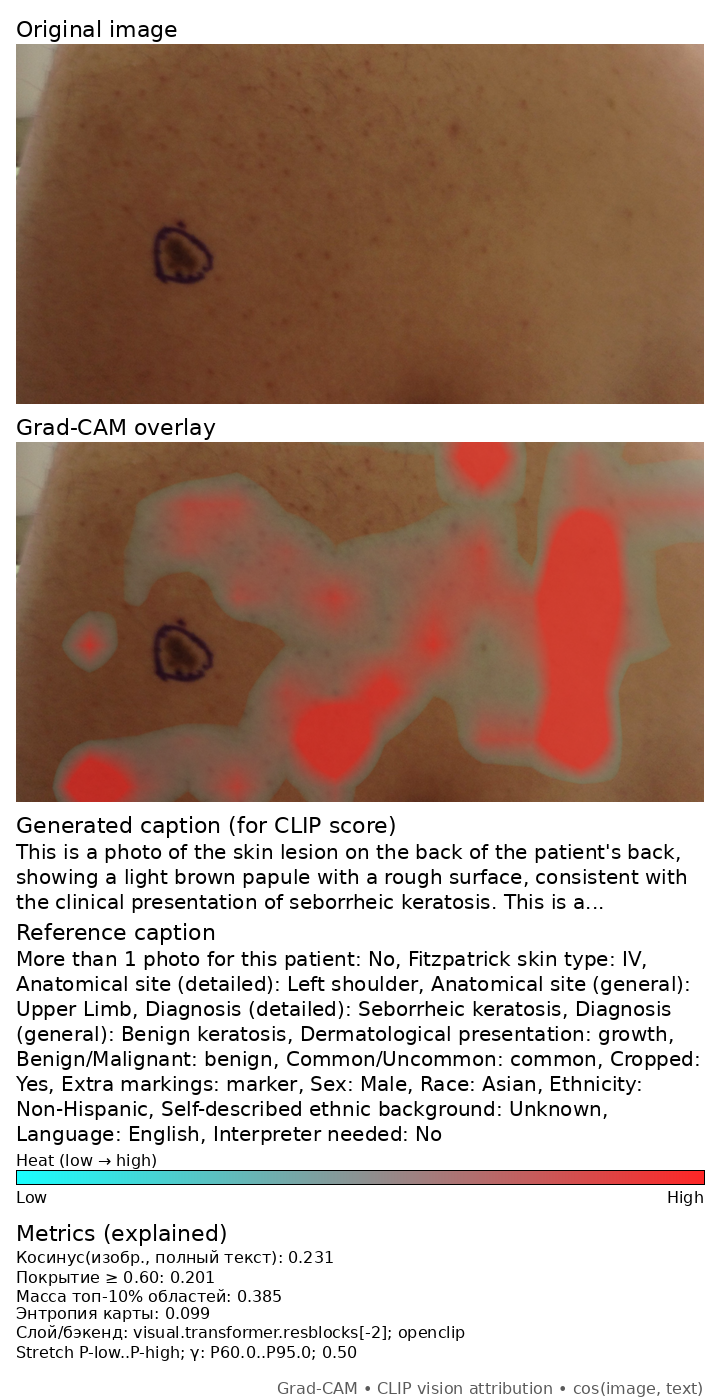 Original image
Grad-CAM overlay
Generated caption (for CLIP score)
This is a photo of the skin lesion on the back of the patient's back,
showing a light brown papule with a rough surface, consistent with
the clinical presentation of seborrheic keratosis. This is a...
Reference caption
More than 1 photo for this patient: No, Fitzpatrick skin type: IV,
Anatomical site (detailed): Left shoulder, Anatomical site (general):
Upper Limb, Diagnosis (detailed): Seborrheic keratosis, Diagnosis
(general): Benign keratosis, Dermatological presentation: growth,
Benign/Malignant: benign, Common/Uncommon: common, Cropped:
Yes, Extra markings: marker, Sex: Male, Race: Asian, Ethnicity:
Non-Hispanic, Self-described ethnic background: Unknown,
Language: English, Interpreter needed: No
Heat (low → high)
Low High
Metrics (explained)
Косинус(изобр., полный текст): 0.231
Покрытие ≥ 0.60: 0.201
Масса топ-10% областей: 0.385
Энтропия карты: 0.099
Слой/бэкенд: visual.transformer.resblocks[-2]; openclip
Stretch P-low..P-high; γ: P60.0..P95.0; 0.50
Grad-CAM • CLIP vision attribution • cos(image, text)